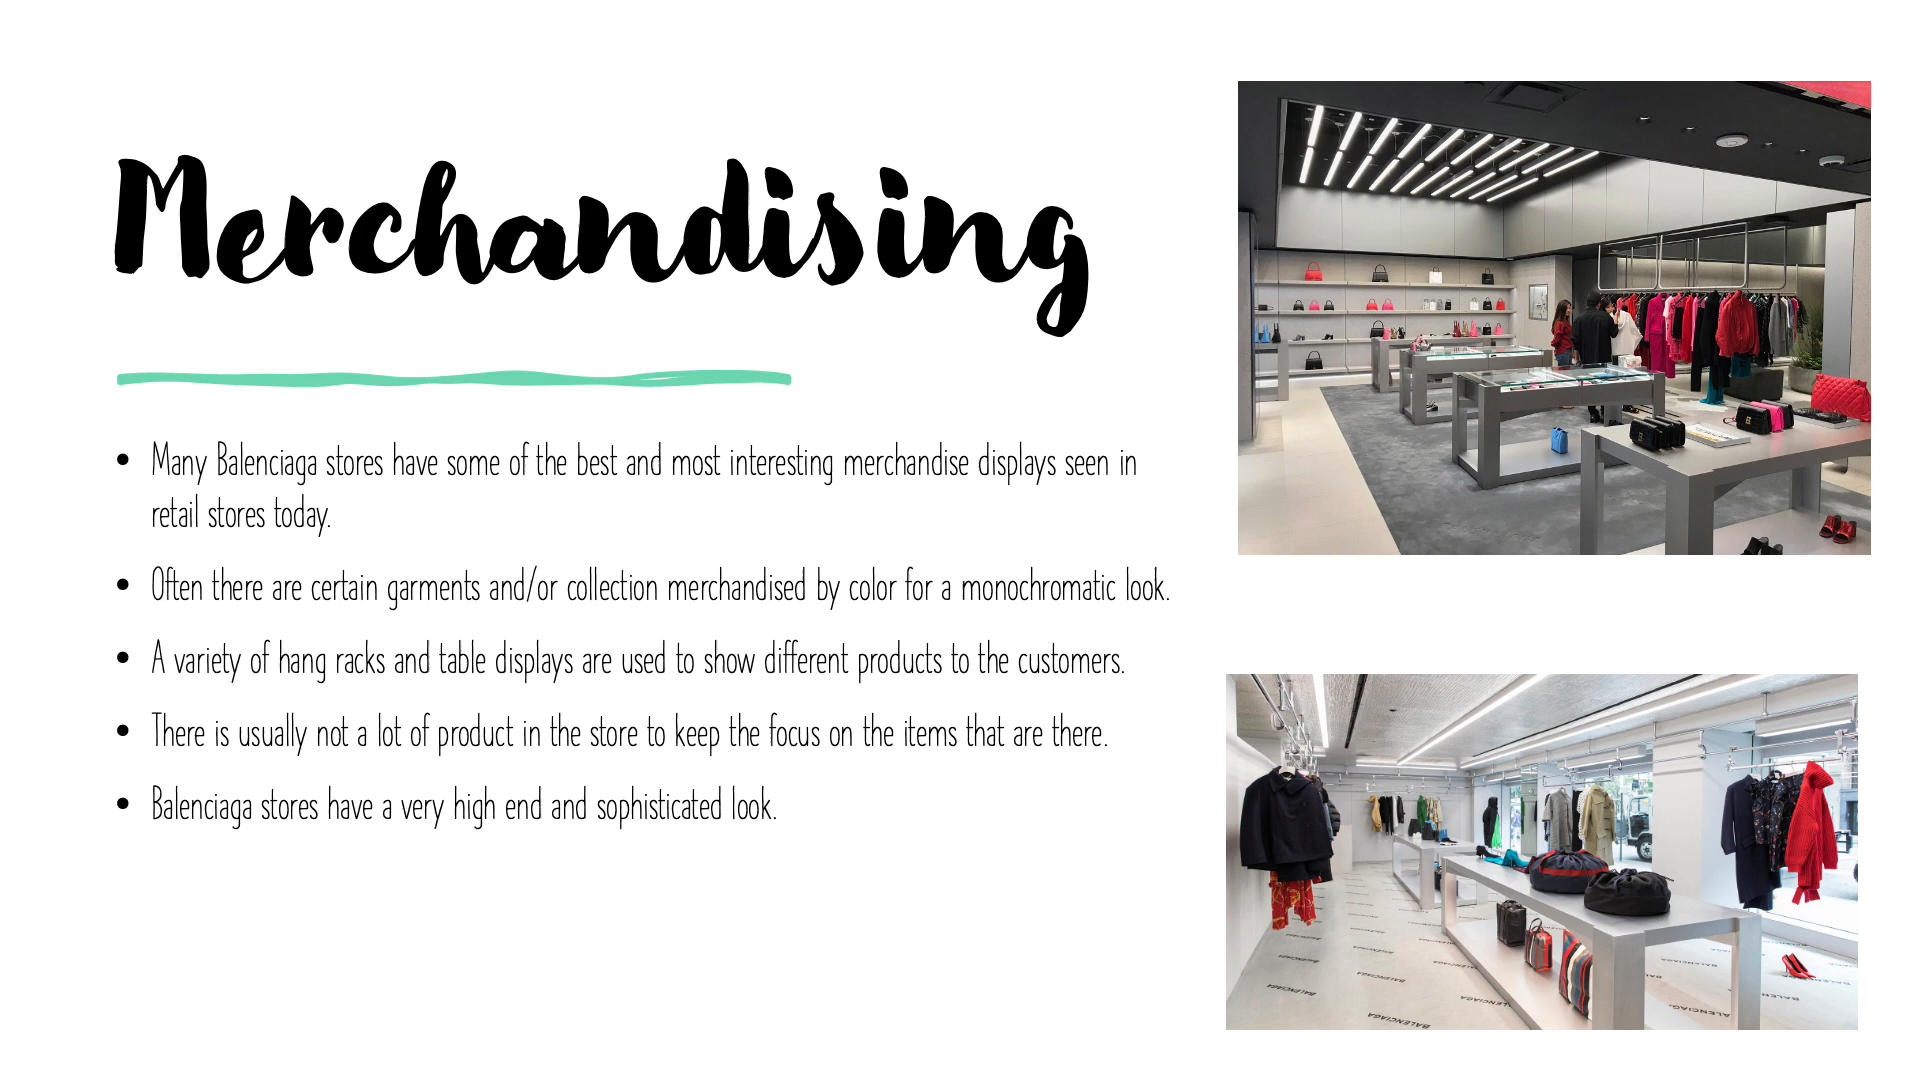 Merchandising
• Many Balenciaga stores have some of the best and most interesting merchandise displays seen in
retail stores today.
• Often there are certain garments and/or collection merchandised by color for a monochromatic look.
• A variety of hang racks and table displays are used to show different products to the customers.
• There is usually not a lot of product in the store to keep the focus on the items that are there.
• Balenciaga stores have a very high end and sophisticated look.
BALENCIAGA
BALENCIAGA
BALENCIAGA
BALENCIAGA